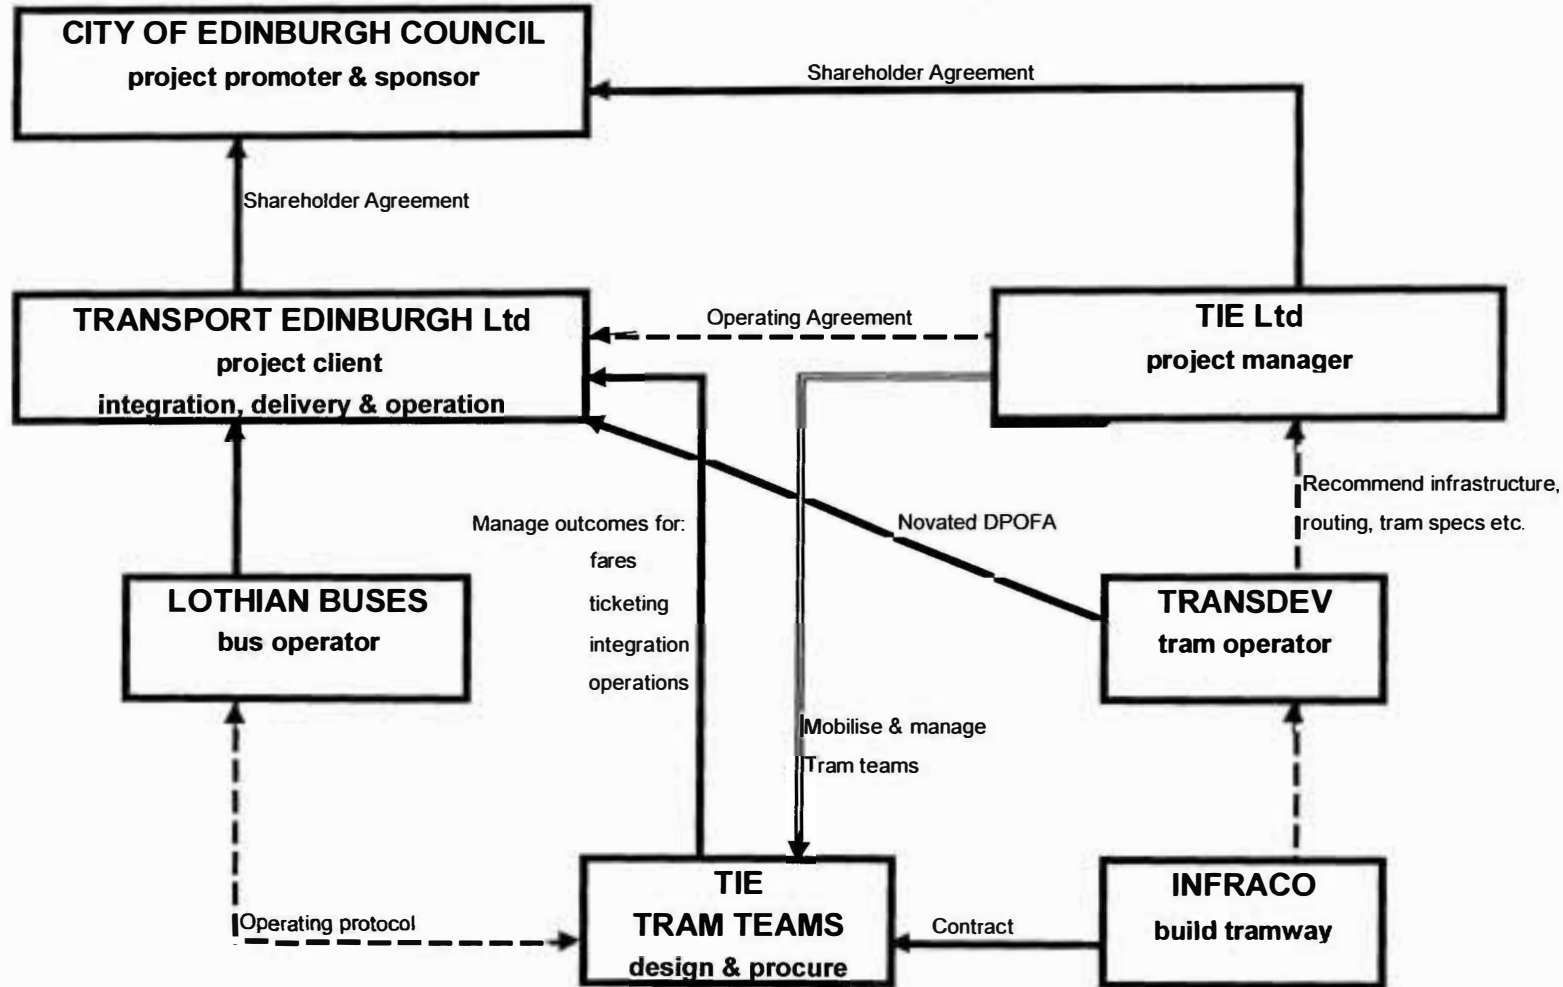 CITY OF EDINBURGH COUNCIL
project promoter & sponsor
Shareholder Agreement
Shareholder Agreement
TRANSPORT EDINBURGH Ltd
project client
integration, delivery & operation
Operating Agreement
TIE Ltd
project manager
Recommend infrastructure,
routing, tram specs etc.
Manage outcomes for:
fares
ticketing
integration
operations
Novated DPOFA
LOTHIAN BUSES
bus operator
TRANSDEV
tram operator
Mobilise & manage
Tram teams
Operating protocol
TIE
TRAM TEAMS
design & procure
Contract
INFRACO
build tramway